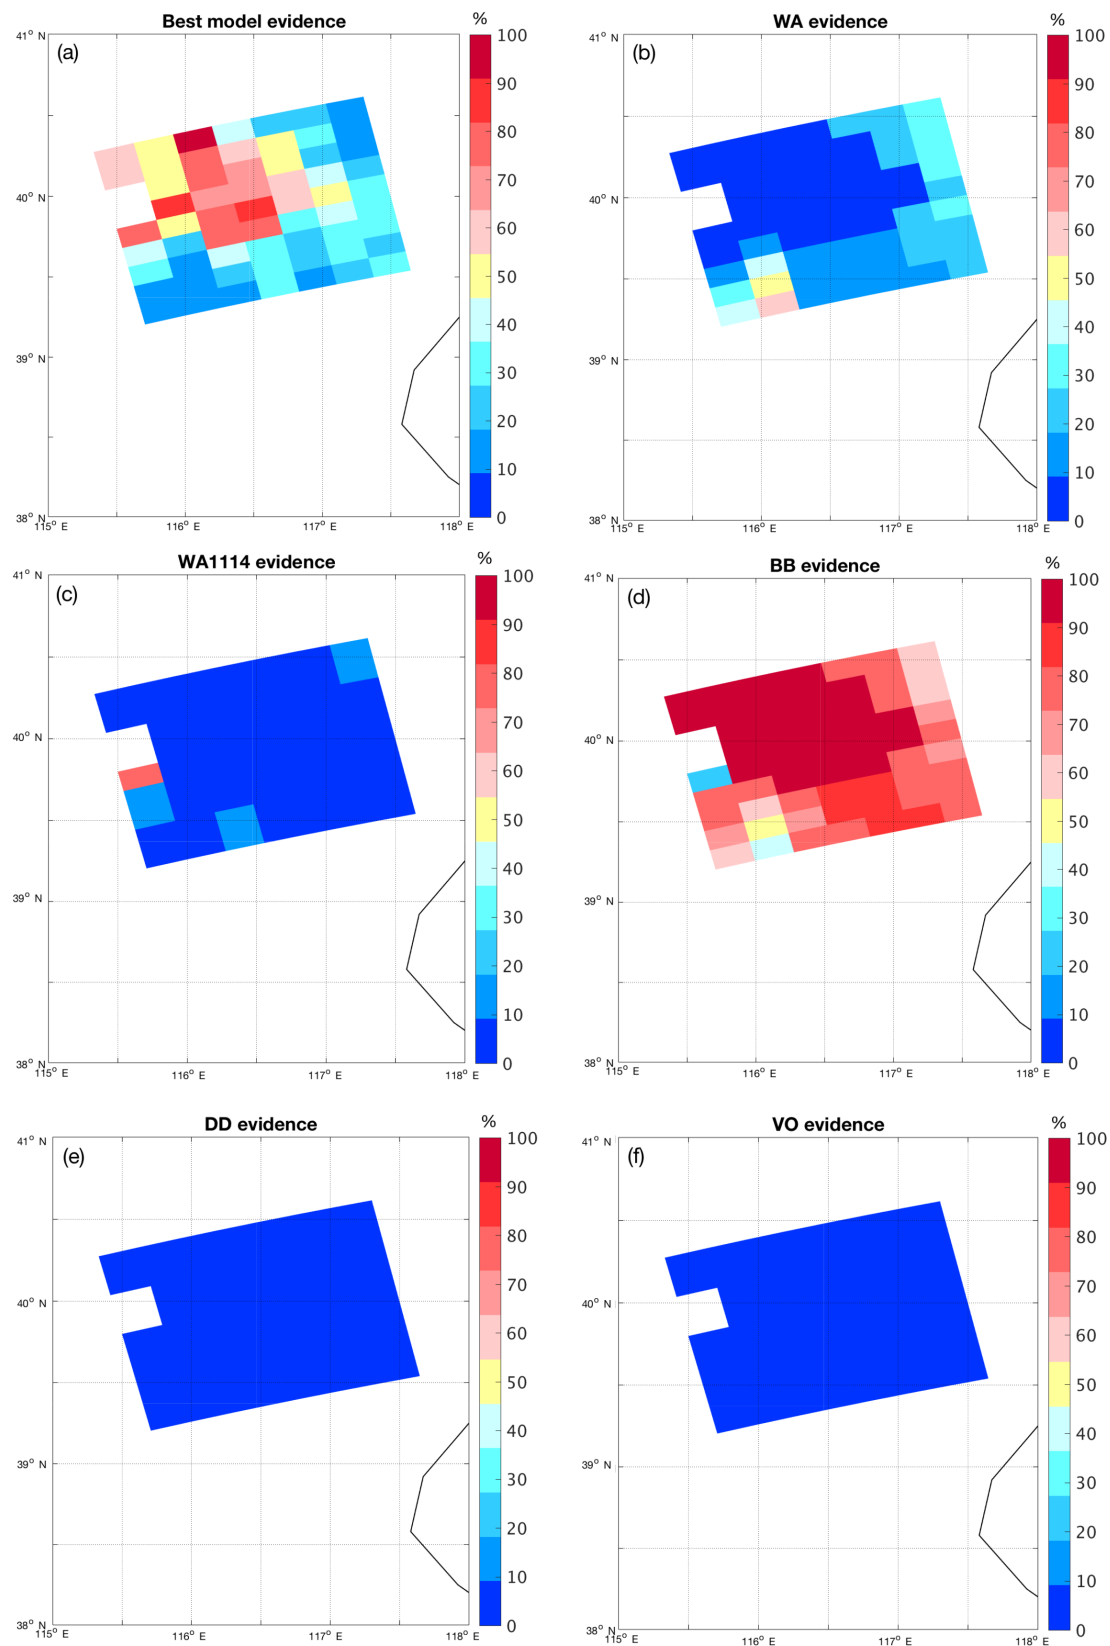 Best model evidence
%
(a)
41° N
40° N
39° N
38° N
115° E
116° E
117° E
118° E
100
90
80
70
60
50
40
30
20
10
0
WA evidence
%
(b)
41° N
40° N
39° N
38° N
115° E
116° E
117° E
118° E
100
90
80
70
60
50
40
30
20
10
0
WA1114 evidence
%
(c)
41° N
40° N
39° N
38° N
115° E
116° E
117° E
118° E
100
90
80
70
60
50
40
30
20
10
0
BB evidence
%
(d)
41° N
40° N
39° N
38° N
115° E
116° E
117° E
118° E
100
90
80
70
60
50
40
30
20
10
0
DD evidence
%
(e)
41° N
40° N
39° N
38° N
115° E
116° E
117° E
118° E
100
90
80
70
60
50
40
30
20
10
0
VO evidence
%
(f)
41° N
40° N
39° N
38° N
115° E
116° E
117° E
118° E
100
90
80
70
60
50
40
30
20
10
0